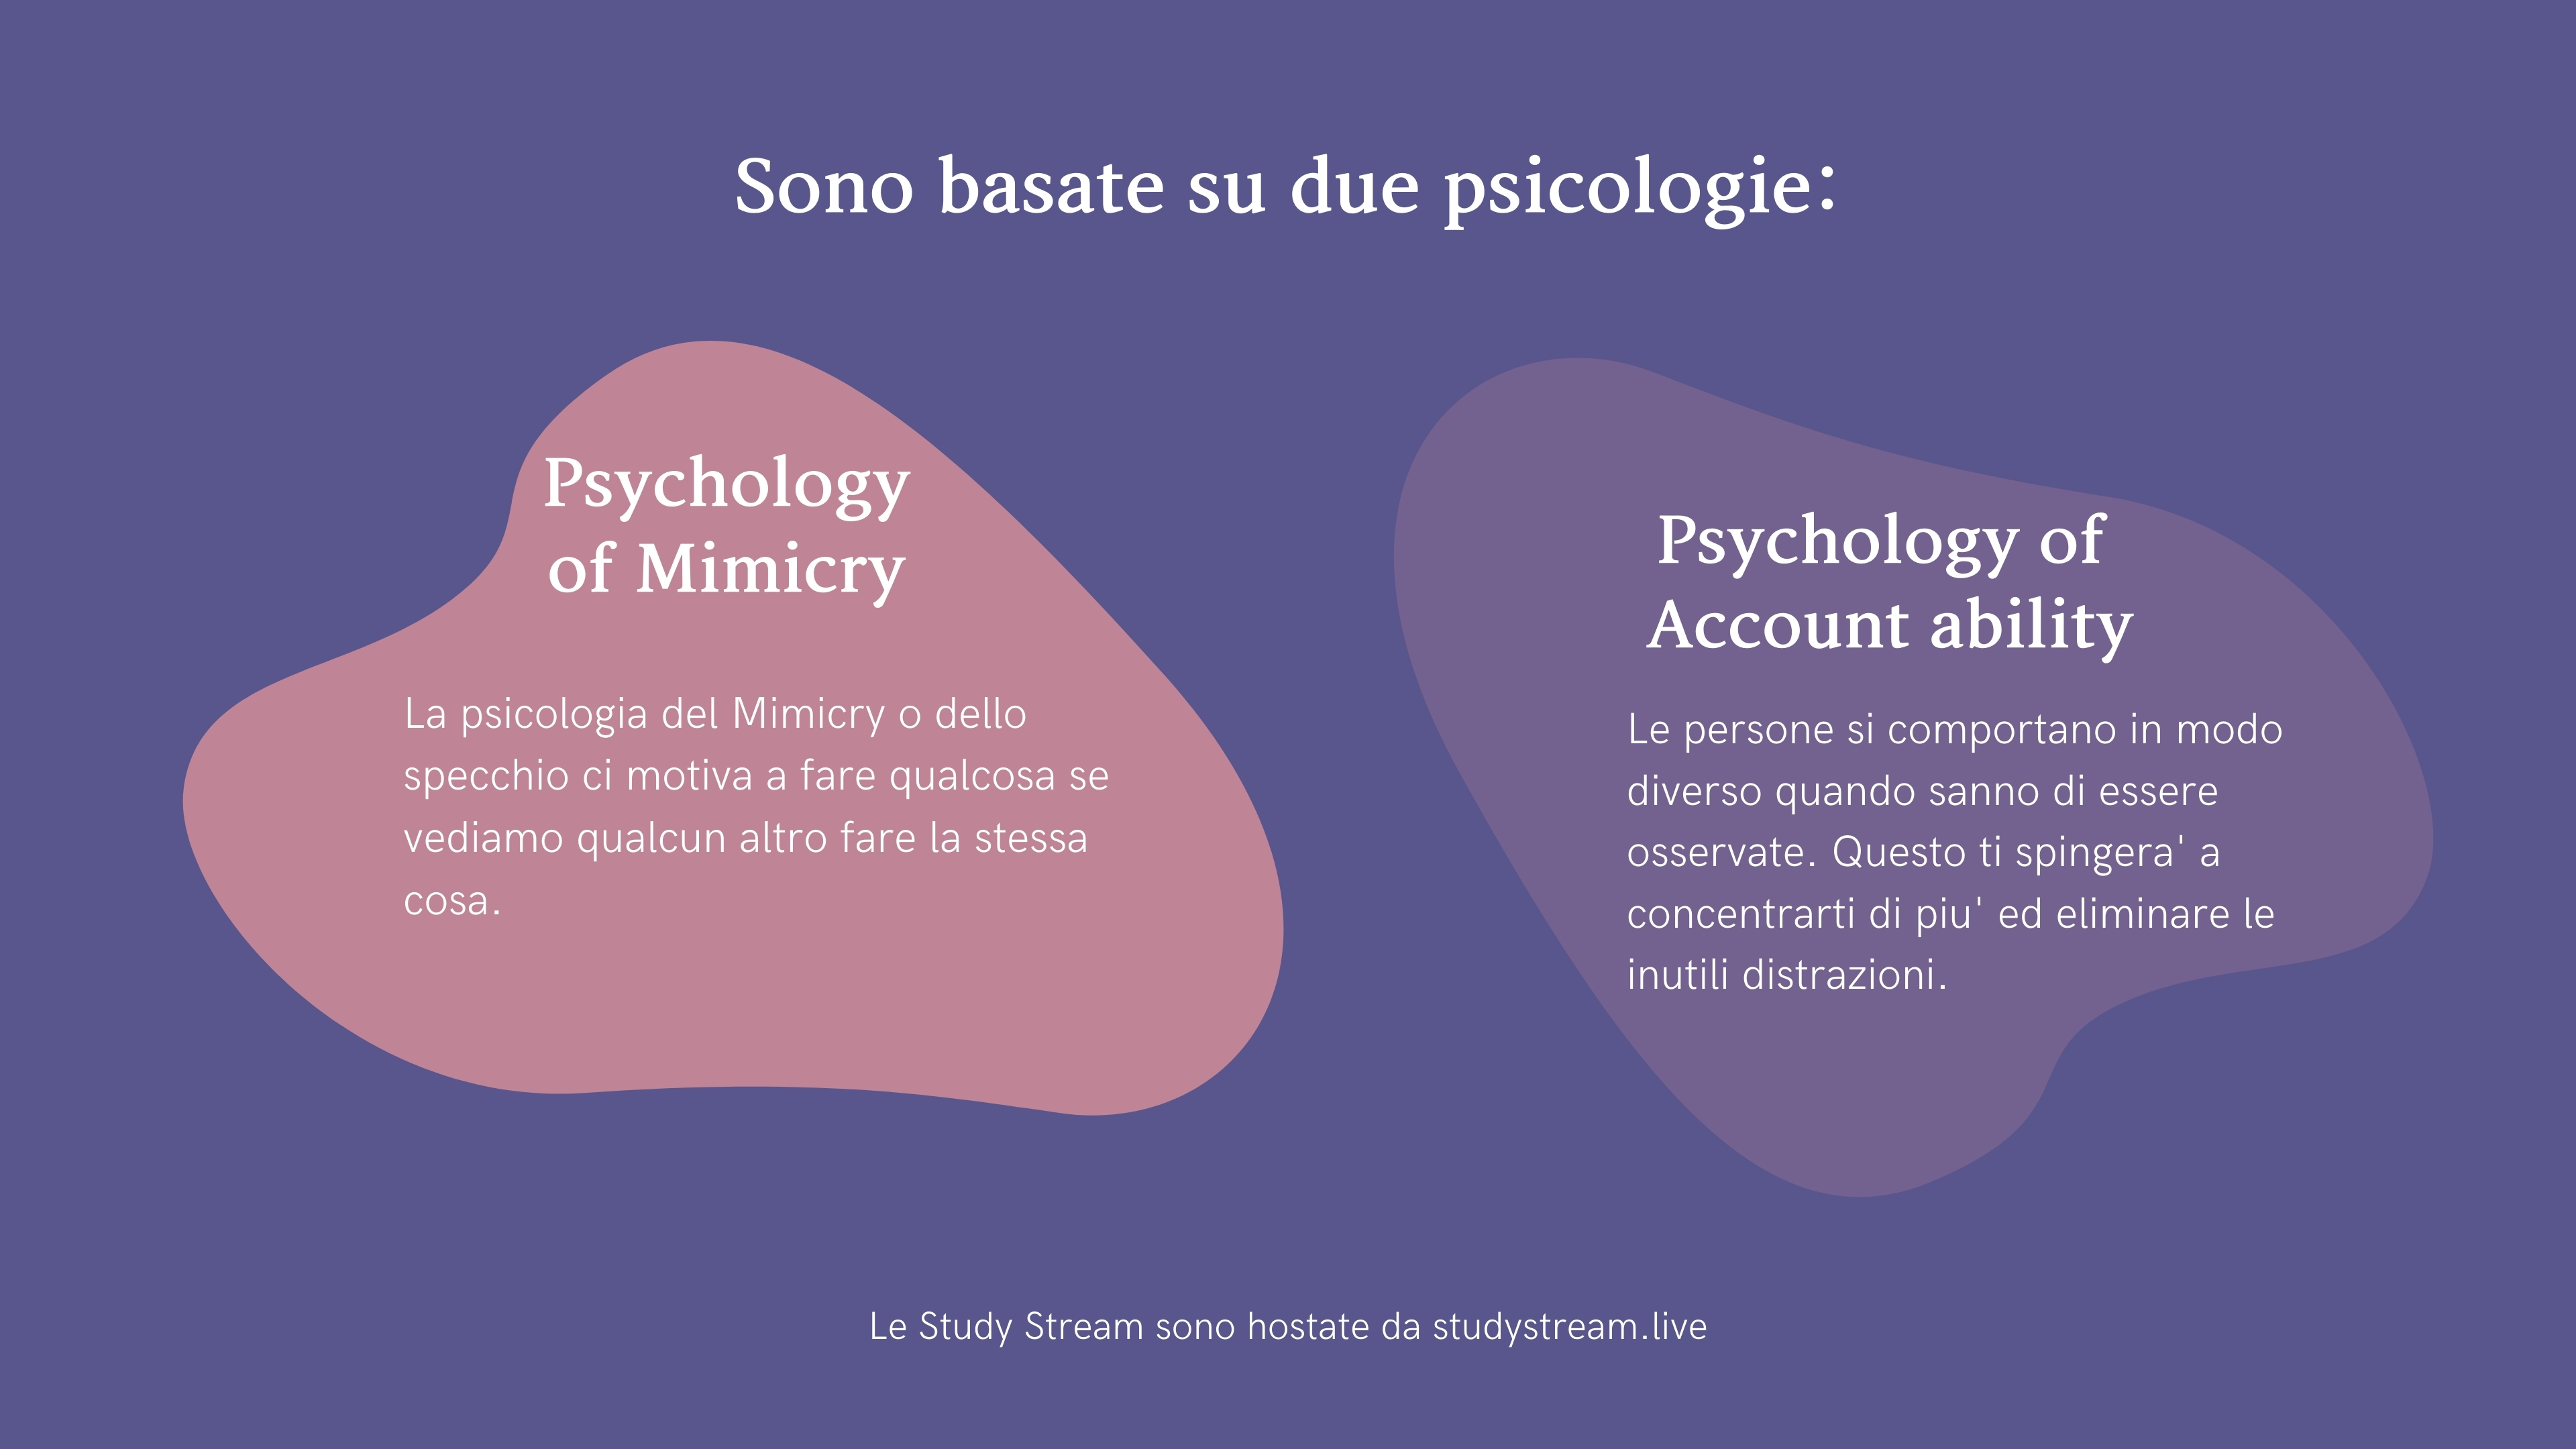 Sono basate su due psicologie:
Psychology
of Mimicry
La psicologia del Mimicry o dello
specchio ci motiva a fare qualcosa se
vediamo qualcun altro fare la stessa
cosa.
Psychology of
Account ability
Le persone si comportano in modo
diverso quando sanno di essere
osservate. Questo ti spingera' a
concentrarti di piu' ed eliminare le
inutili distrazioni.
Le Study Stream sono hostate da studystream.live